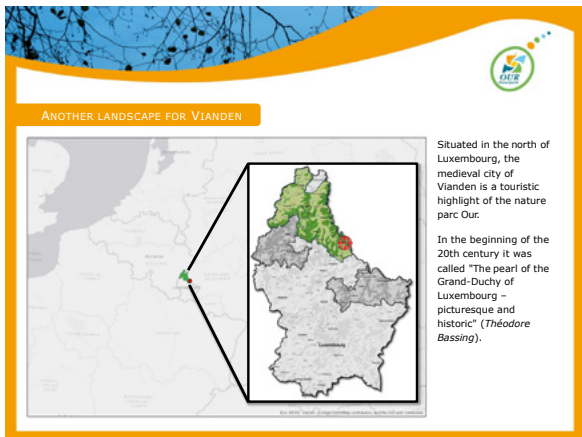 OUR
ANOTHER LANDSCAPE FOR VIANDEN
Situated in the north of
Luxembourg, the
medieval city of
Vianden is a touristic
highlight of the nature
parc Our.
In the beginning of the
20th century it was
called "The pearl of the
Grand-Duchy of
Luxembourg –
picturesque and
historic" (Théodore
Bassing).
Luxembourg